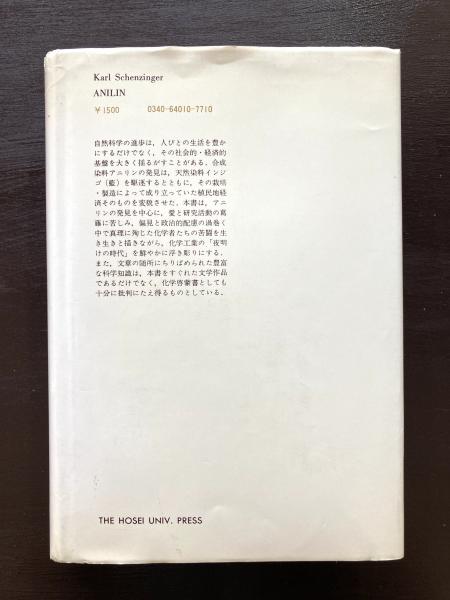 Karl Schenzinger
ANILIN
￥1500 0340-64010-7710
自然科学の進歩は，人びとの生活を豊か
にするだけでなく，その社会的・経済的
基盤を大きく揺るがすことがある．合成
染料アニリンの発見は，天然染料インジ
ゴ（藍）を駆逐するとともに，その栽培
・製造によって成り立っていた植民地経
済そのものを変貌させた．本書は，アニ
リンの発見を中心に，愛と研究活動の葛
藤に苦しみ，偏見と政治的配慮の渦巻く
中で真理に殉じた化学者たちの苦闘を生
き生きと描きながら，化学工業の「夜明
けの時代」を鮮やかに浮き彫りにする．
また，文章の随所にちりばめられた豊富
な科学知識は，本書をすぐれた文学作品
であるだけでなく，化学啓蒙書としても
十分に批判にたえ得るものとしている．
THE HOSEI UNIV. PRESS